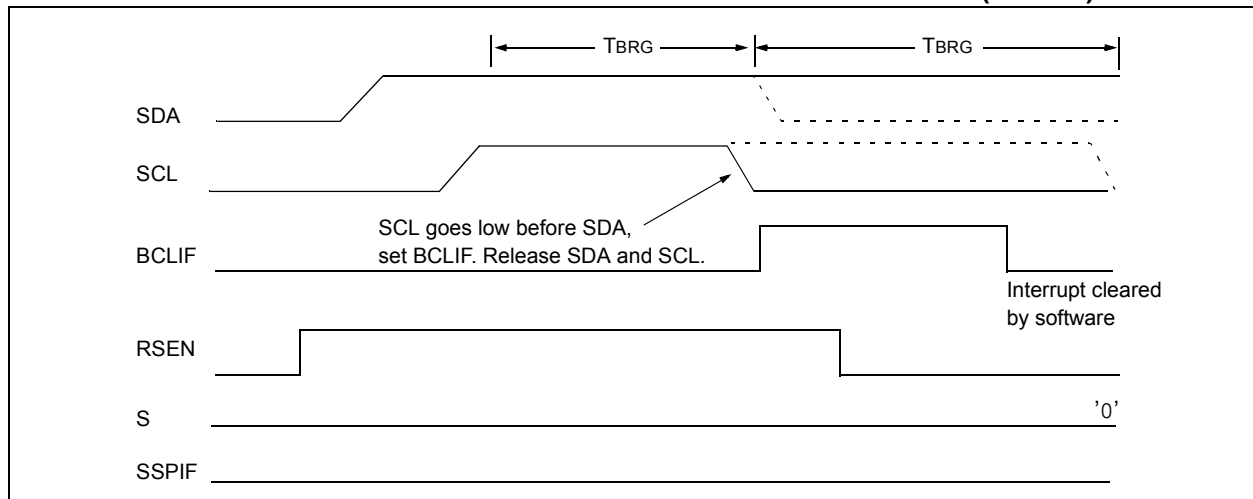 TBRG TBRG
SDA
SCL
SCL goes low before SDA,
set BCLIF. Release SDA and SCL.
BCLIF
Interrupt cleared
by software
RSEN
S '0'
SSPIF